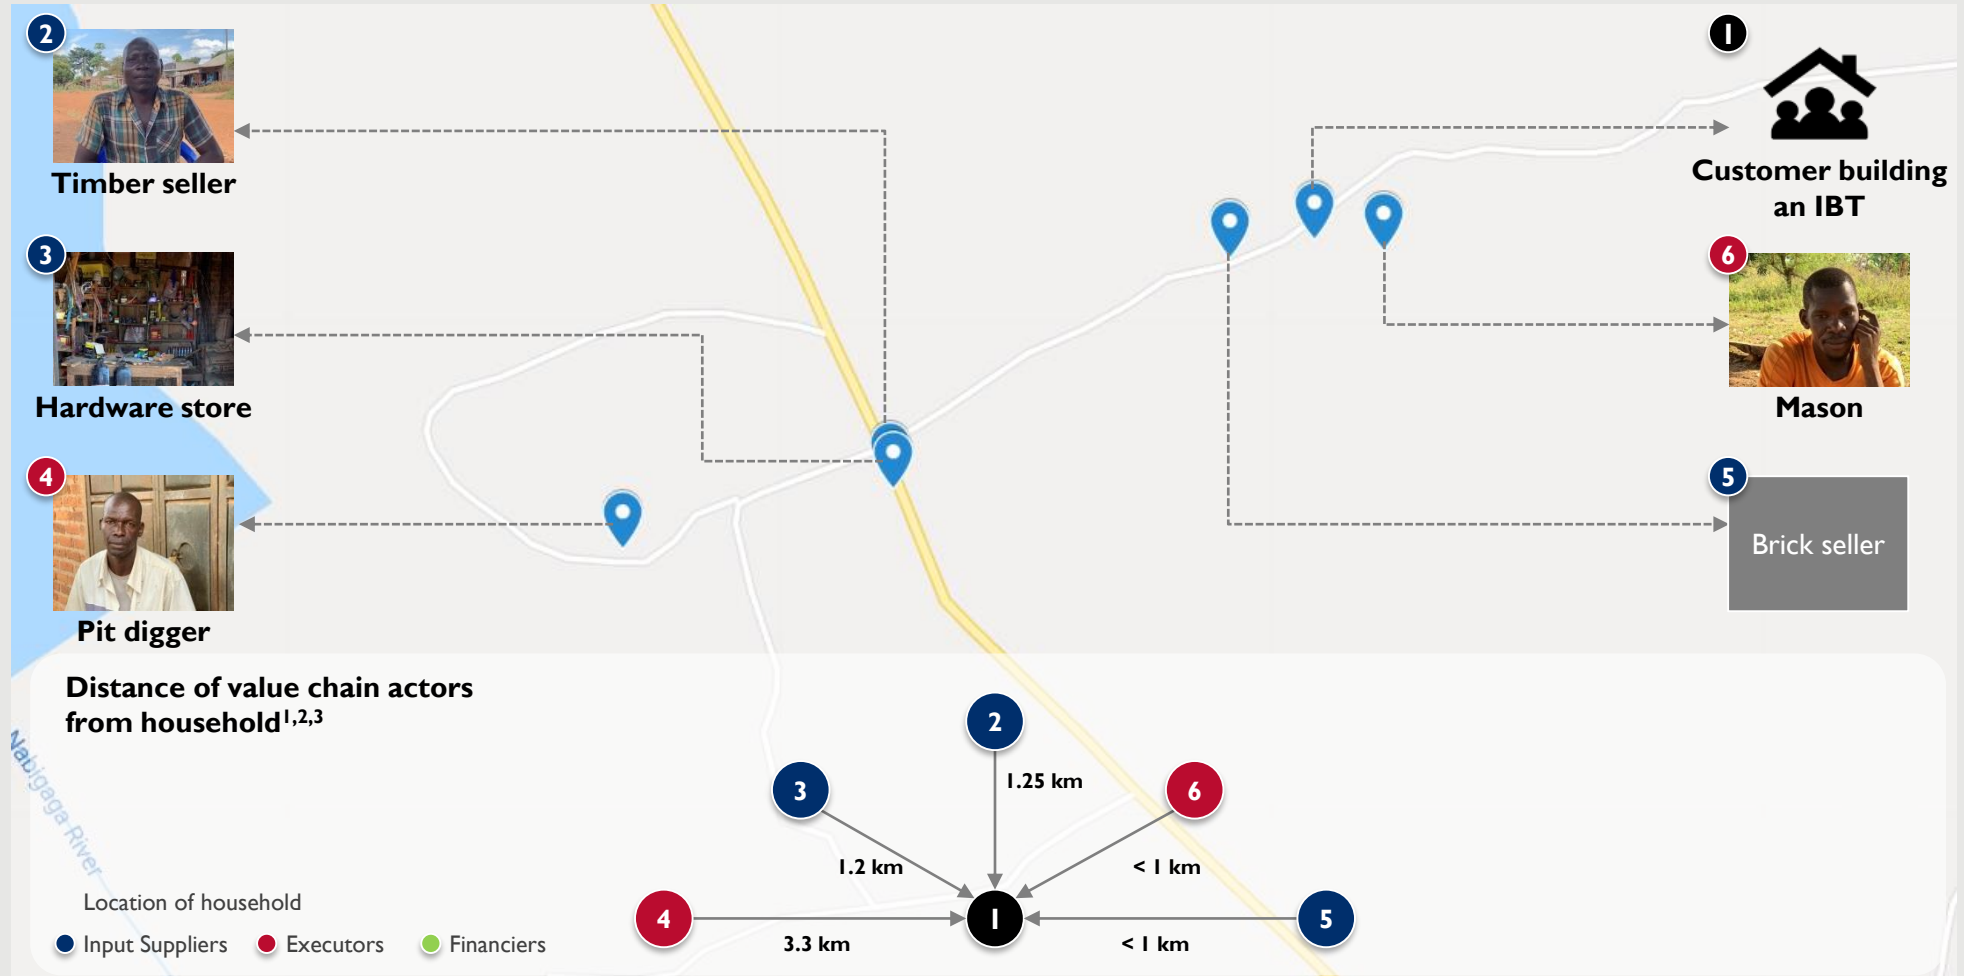 2
Timber seller
3
Hardware store
4
Pit digger
1
Customer building
an IBT
6
Mason
5
Brick seller
Distance of value chain actors
from household1,2,3
2
1.25 km
3
1.2 km
6
< 1 km
4
3.3 km
1
5
< 1 km
Nabigaga River
Location of household
Input Suppliers
Executors
Financiers